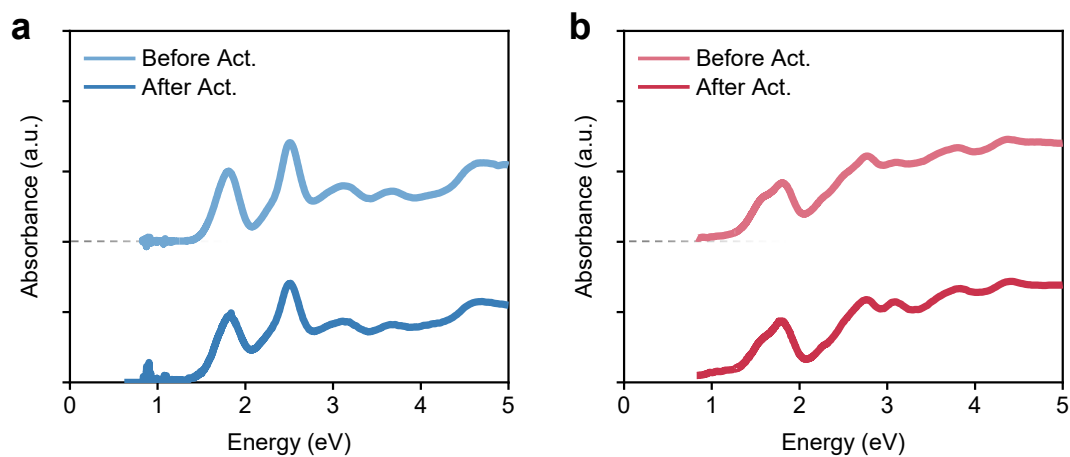 a
Before Act.
After Act.
Absorbance (a.u.)
0 1 2 3 4 5
Energy (eV)
b
Before Act.
After Act.
Absorbance (a.u.)
0 1 2 3 4 5
Energy (eV)